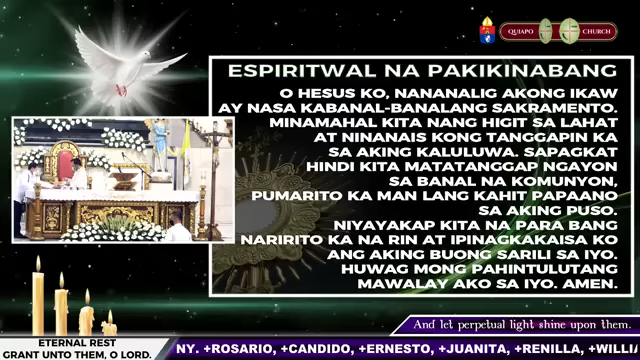 QUIAPO CHURCH
ESPIRITWAL NA PAKIKINABANG
O HESUS KO, NANANALIG AKONG IKAW
AY NASA KABANAL-BANALANG SAKRAMENTO.
MINAMAHAL KITA NANG HIGIT SA LAHAT
AT NINANAIS KONG TANGGAPIN KA
SA AKING KALULUWA. SAPAGKAT
HINDI KITA MATATANGGAP NGAYON
SA BANAL NA KOMUNYON,
PUMARITO KA MAN LANG KAHIT PAPAANO
SA AKING PUSO.
NIYAYAKAP KITA NA PARA BANG
NARIRITO KA NA RIN AT IPINAGKAKAISA KO
ANG AKING BUONG SARILI SA IYO.
HUWAG MONG PAHINTULUTANG
MAWALAY AKO SA IYO. AMEN.
And let perpetual light shine upon them.
ETERNAL REST
GRANT UNTO THEM, O LORD.
NY. +ROSARIO, +CANDIDO, +ERNESTO, +JUANITA, +RENILLA, +WILLIA